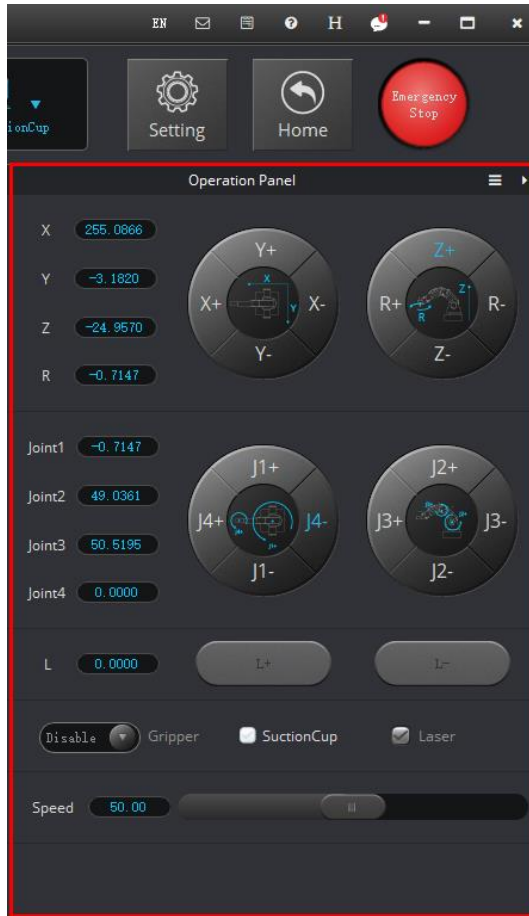 EN H
Setting Home Emergency
Stop
ionCup
Operation Panel
X 255.0866
Y -3.1820
Z -24.9570
R -0.7147
Y+
X+ X-
Y-
X
Y
Z+
R+ R-
Z-
Z
R
Joint1 -0.7147
Joint2 49.0361
Joint3 50.5195
Joint4 0.0000
J1+
J4+ J4-
J1-
J2+
J3+ J3-
J2-
L 0.0000 L+ L-
Disable Gripper SuctionCup Laser
Speed 50.00